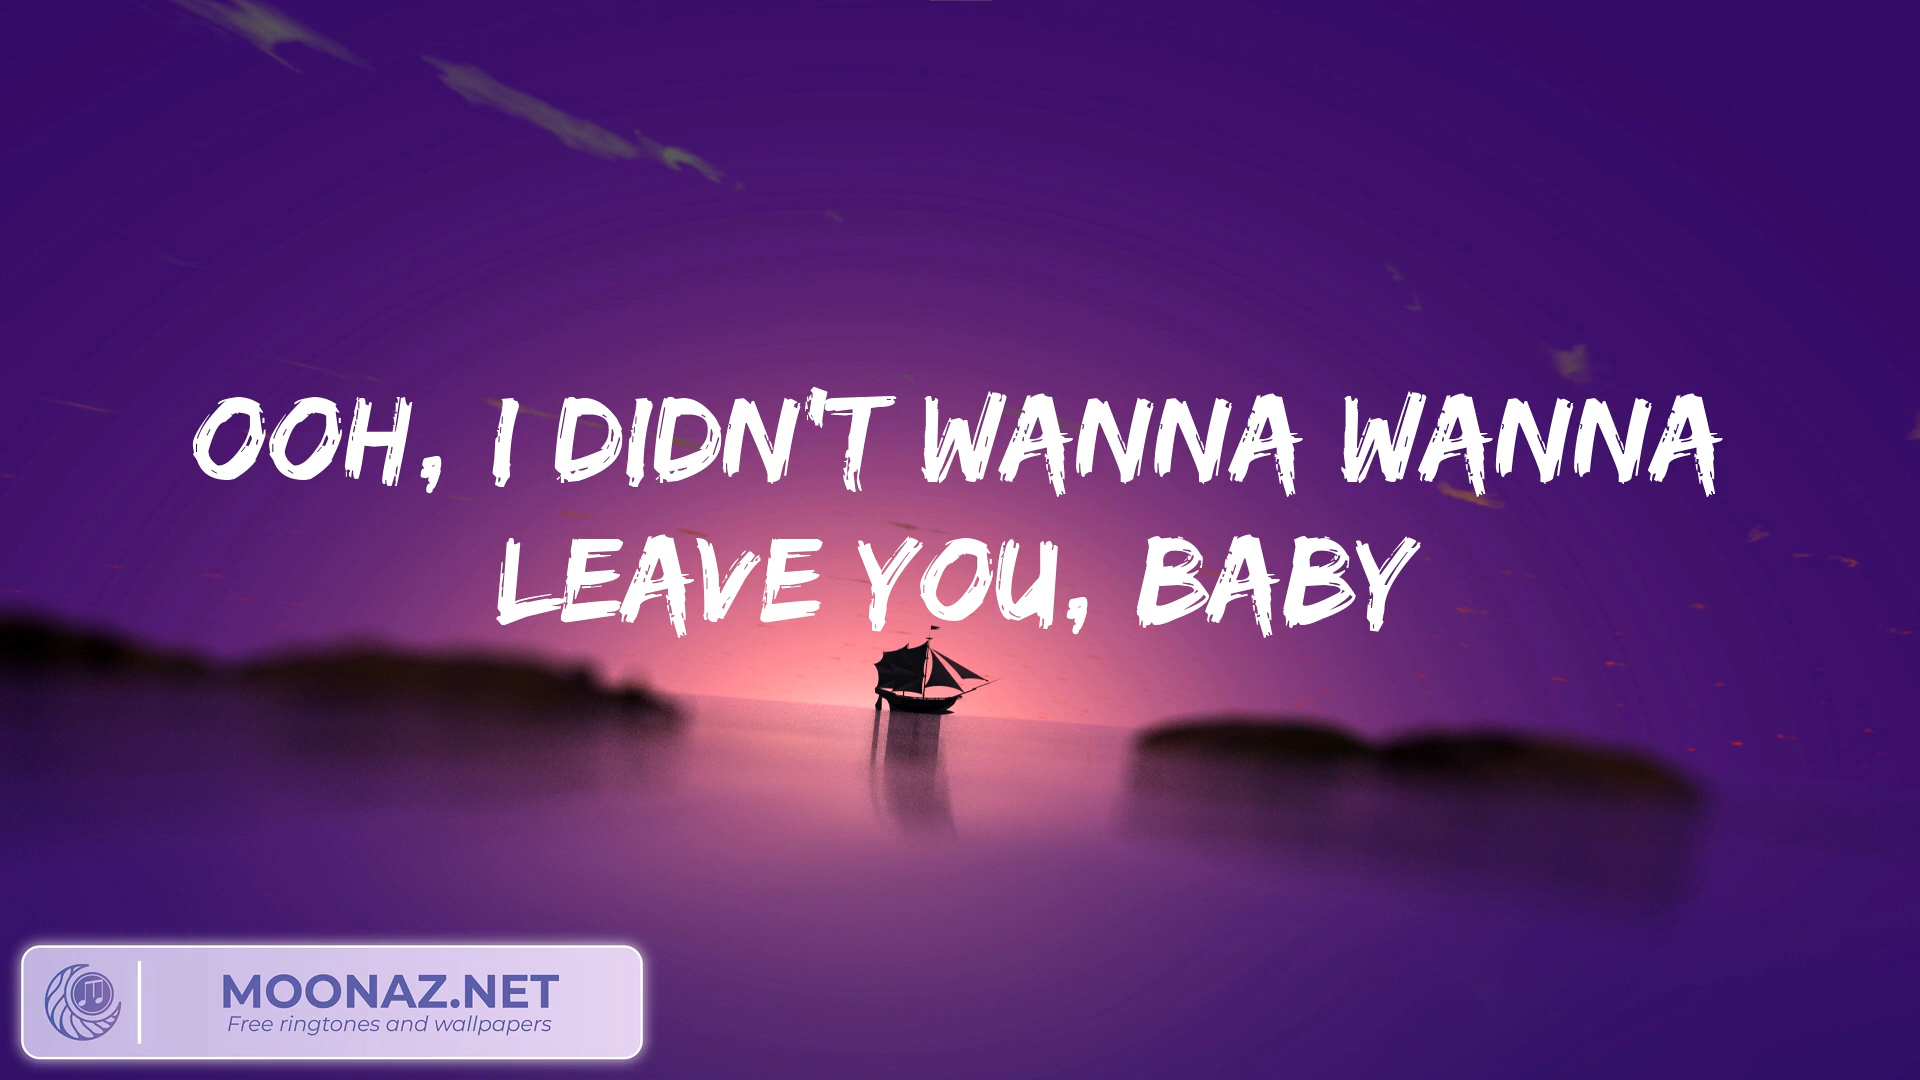 OOH, I DIDN'T WANNA WANNA
LEAVE YOU, BABY
MOONAZ.NET
Free ringtones and wallpapers